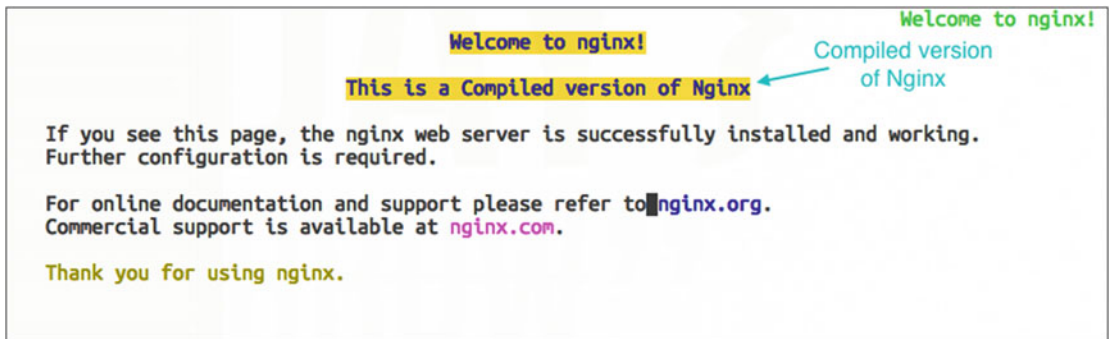 Welcome to nginx!
Welcome to nginx!
Compiled version
of Nginx
This is a Compiled version of Nginx
If you see this page, the nginx web server is successfully installed and working.
Further configuration is required.
For online documentation and support please refer to nginx.org.
Commercial support is available at nginx.com.
Thank you for using nginx.